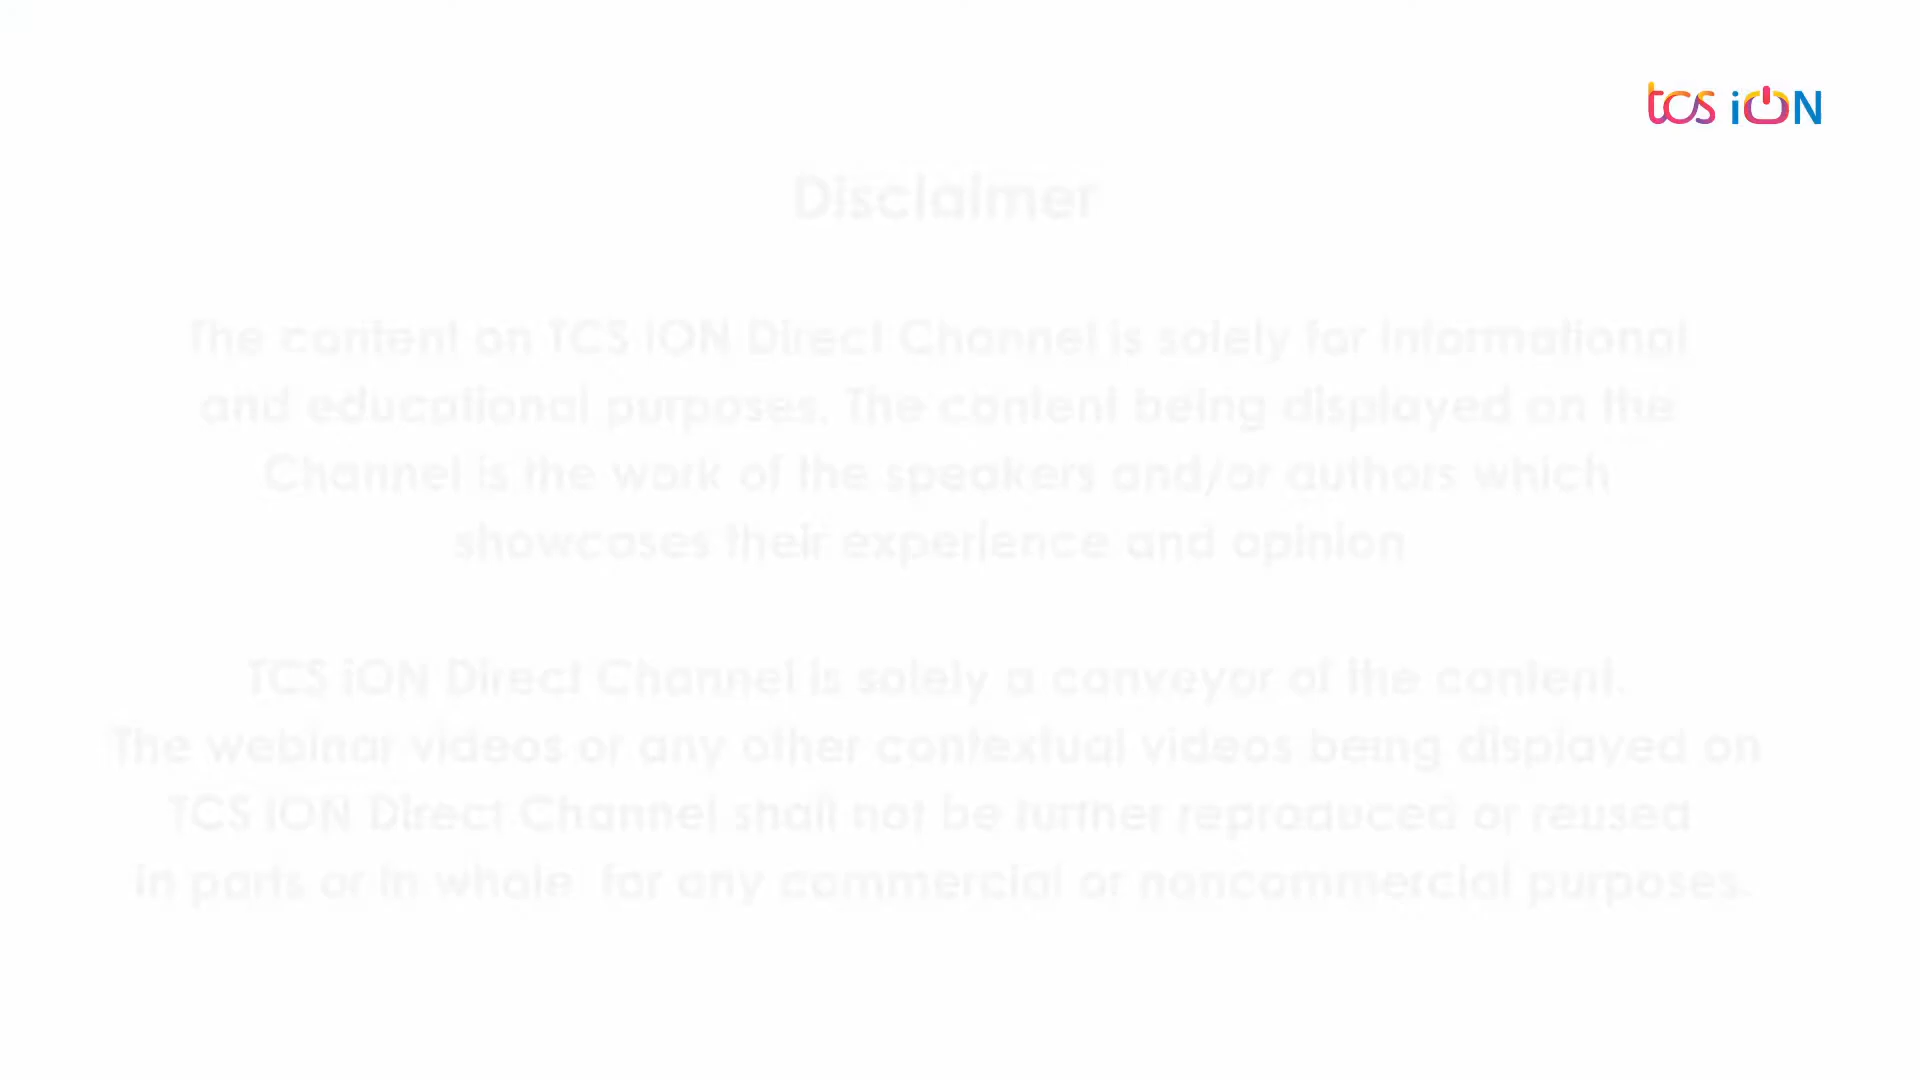 tcs iON
Disclaimer
The content on TCS iON Direct Channel is solely for informational
and educational purposes. The content being displayed on the
Channel is the work of the speakers and/or authors which
showcases their experience and opinion
TCS iON Direct Channel is solely a conveyor of the content.
The webinar videos or any other contextual videos being displayed on
TCS iON Direct Channel shall not be further reproduced or reused
in parts or in whole for any commercial or noncommercial purposes.